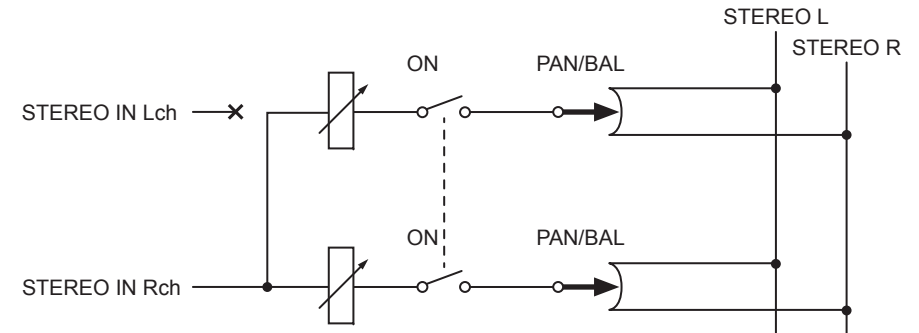 STEREO L
STEREO R
ON
PAN/BAL
STEREO IN Lch
ON
PAN/BAL
STEREO IN Rch